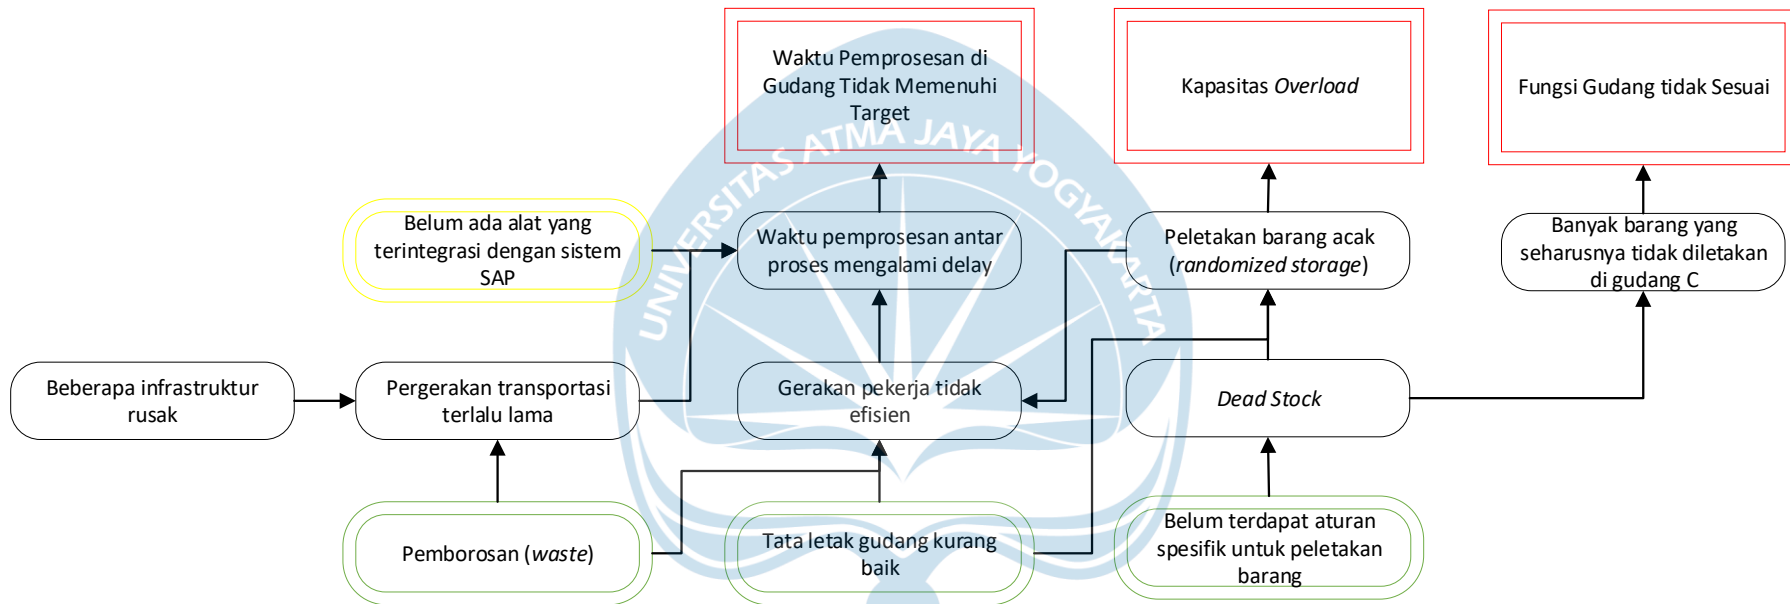 Waktu Pemprosesan di
Gudang Tidak Memenuhi
Target
Kapasitas Overload
Fungsi Gudang tidak Sesuai
UNIVERSITAS ATMA JAYA YOGYAKARTA
Belum ada alat yang
terintegrasi dengan sistem
SAP
Waktu pemprosesan antar
proses mengalami delay
Peletakan barang acak
(randomized storage)
Banyak barang yang
seharusnya tidak diletakan
di gudang C
Beberapa infrastruktur
rusak
Pergerakan transportasi
terlalu lama
Gerakan pekerja tidak
efisien
Dead Stock
Pemborosan (waste)
Tata letak gudang kurang
baik
Belum terdapat aturan
spesifik untuk peletakan
barang